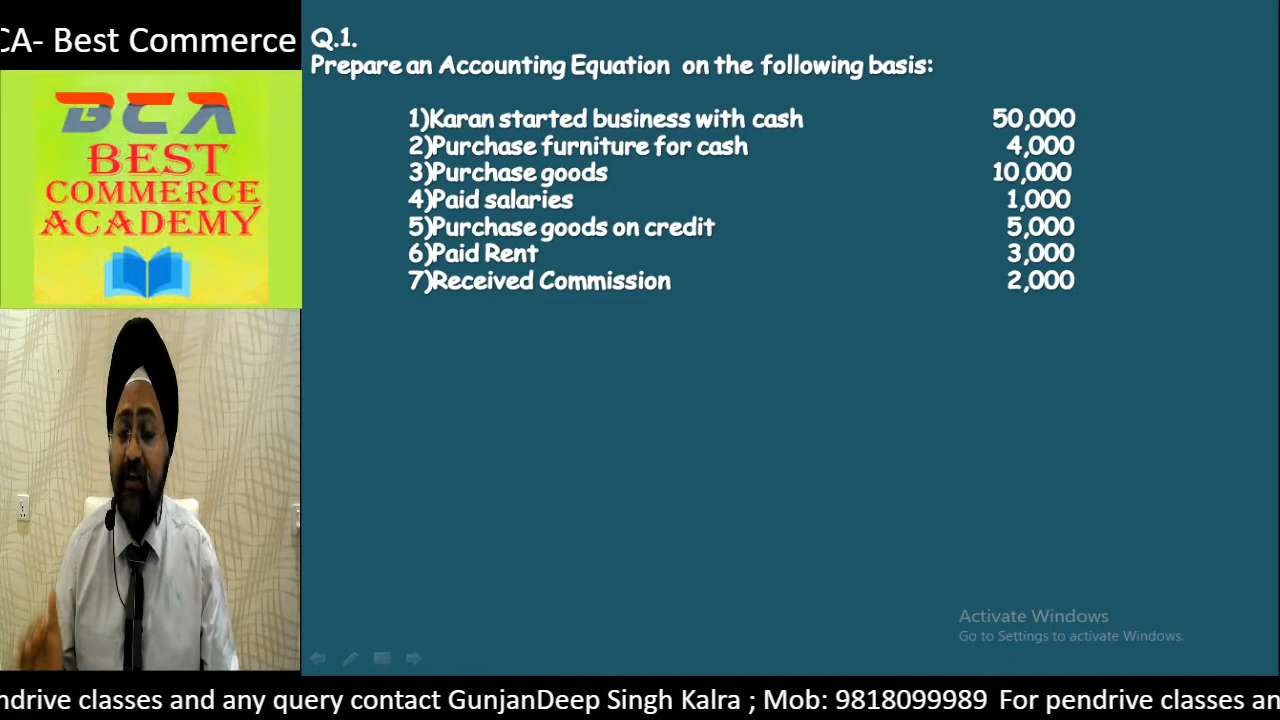 CA- Best Commerce
BCA
BEST
COMMERCE
ACADEMY
Q.1.
Prepare an Accounting Equation on the following basis:
1)Karan started business with cash 50,000
2)Purchase furniture for cash 4,000
3)Purchase goods 10,000
4)Paid salaries 1,000
5)Purchase goods on credit 5,000
6)Paid Rent 3,000
7)Received Commission 2,000
Activate Windows
Go to Settings to activate Windows.
ndrive classes and any query contact GunjanDeep Singh Kalra ; Mob: 9818099989 For pendrive classes an